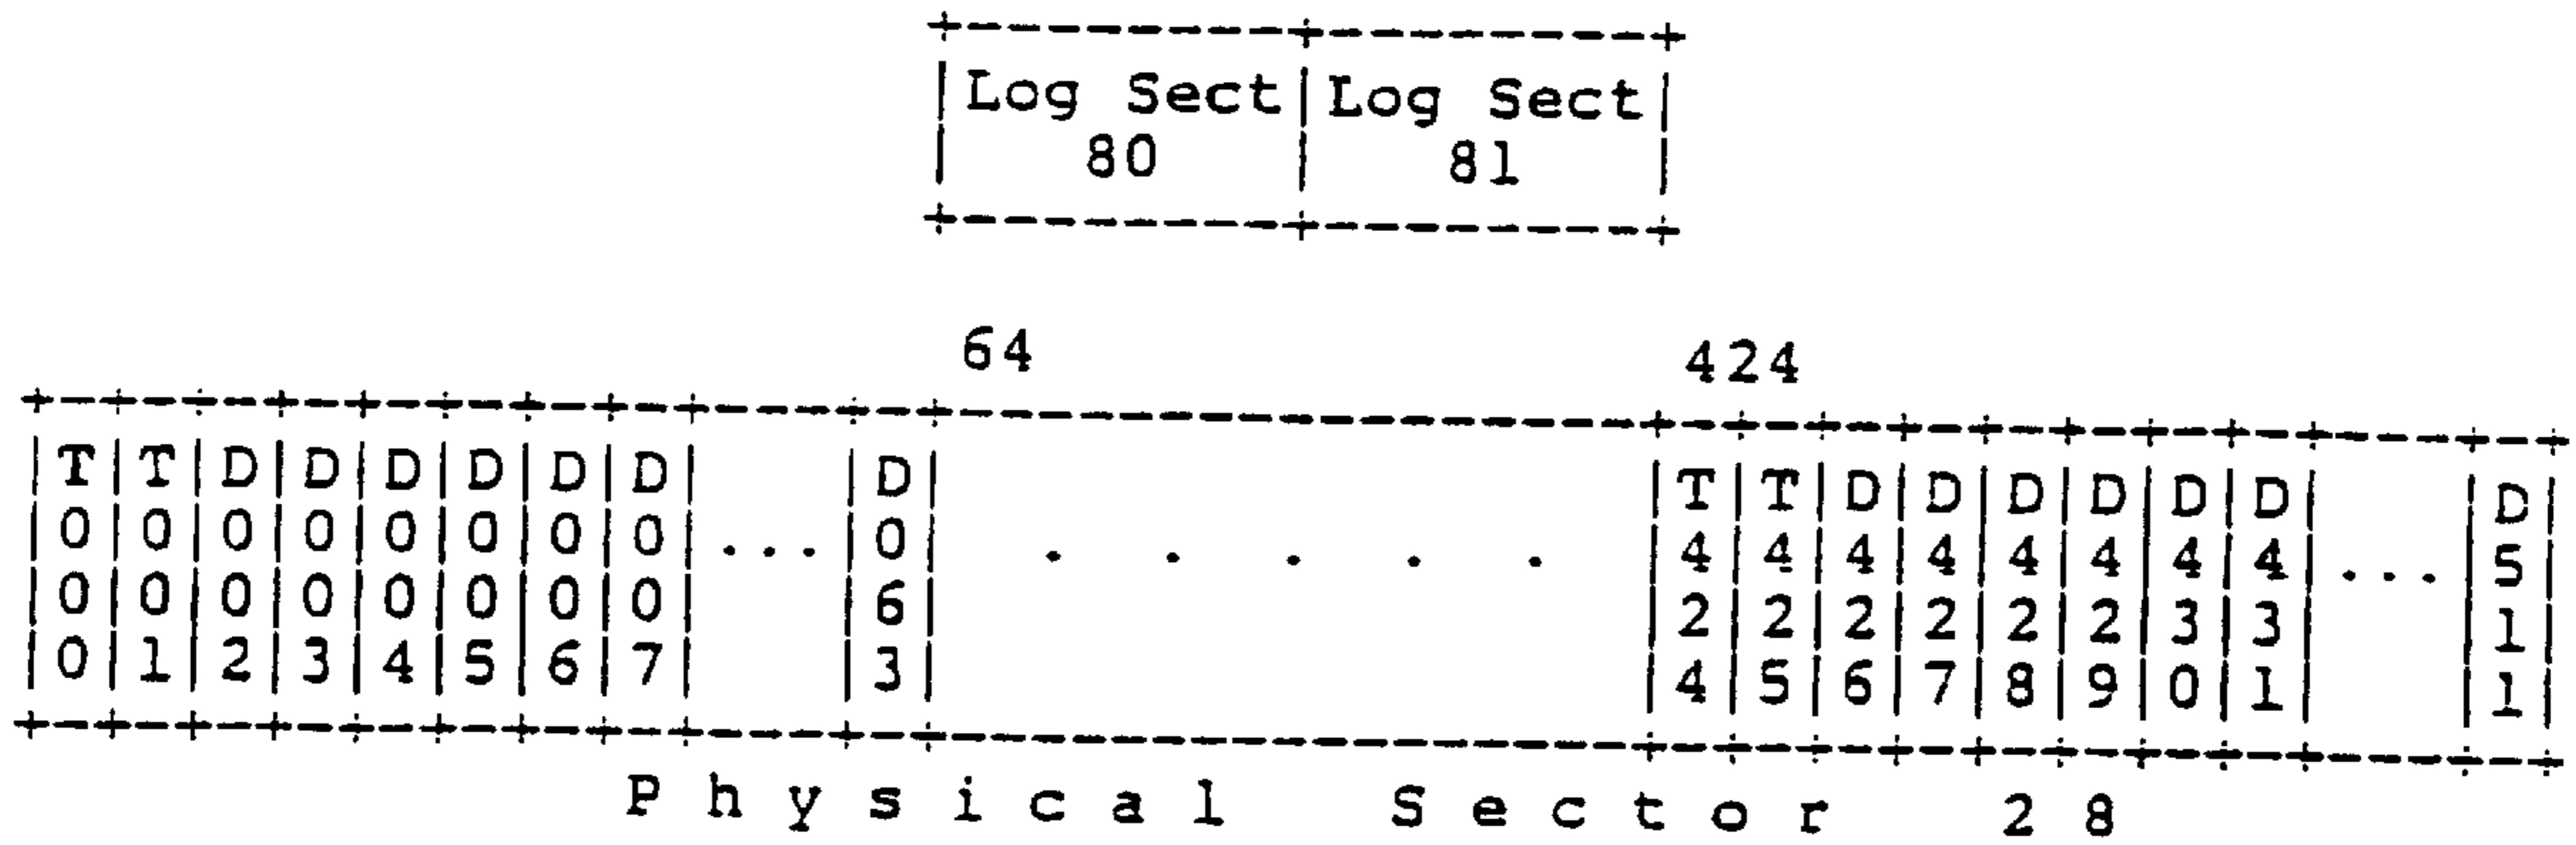 +---------+---------+
|Log Sect|Log Sect|
| 80 | 81 |
+---------+---------+
64 424
+--+--+--+--+--+--+--+--+----+--+------------------+--+--+--+--+--+--+--+--+----+--+
|T|T|D|D|D|D|D|D| |D| |T|T|D|D|D|D|D|D| |D|
|0|0|0|0|0|0|0|0|...|0| . . . . . |4|4|4|4|4|4|4|4|...|5|
|0|0|0|0|0|0|0|0| |6| |2|2|2|2|2|2|3|3| |1|
|0|1|2|3|4|5|6|7| |3| |4|5|6|7|8|9|0|1| |1|
+--+--+--+--+--+--+--+--+----+--+------------------+--+--+--+--+--+--+--+--+----+--+
P h y s i c a l S e c t o r 2 8